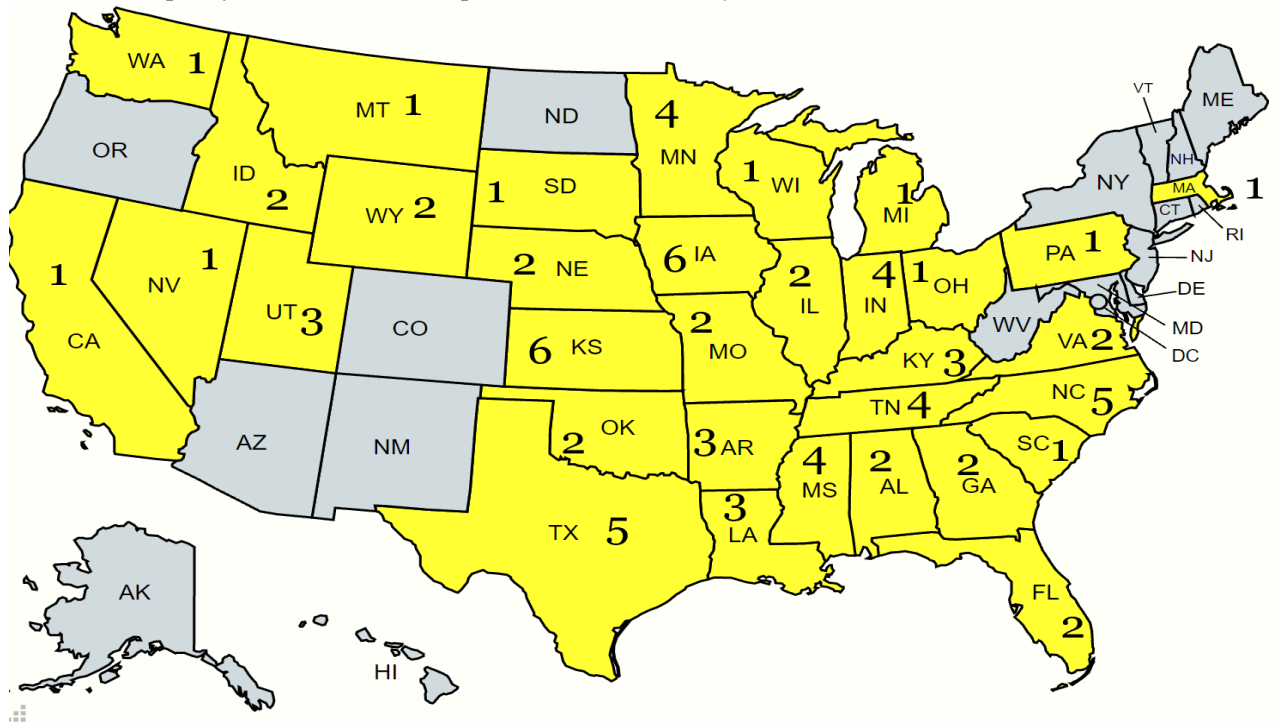 WA 1
MT 1
ND
4
MN
VT
ME
OR
ID
2
WY 2
1 SD
1 WI
1
MI
NY
NH
MA 1
CT
RI
1
CA
NV 1
UT 3
CO
2 NE
6 IA
2
IL
4
IN
1 OH
PA 1
NJ
DE
MD
DC
WV
VA 2
6 KS
2
MO
KY 3
TN 4
NC 5
AZ
NM
2 OK
3 AR
4
MS
2
AL
2
GA
SC 1
TX 5
3
LA
FL
2
AK
HI